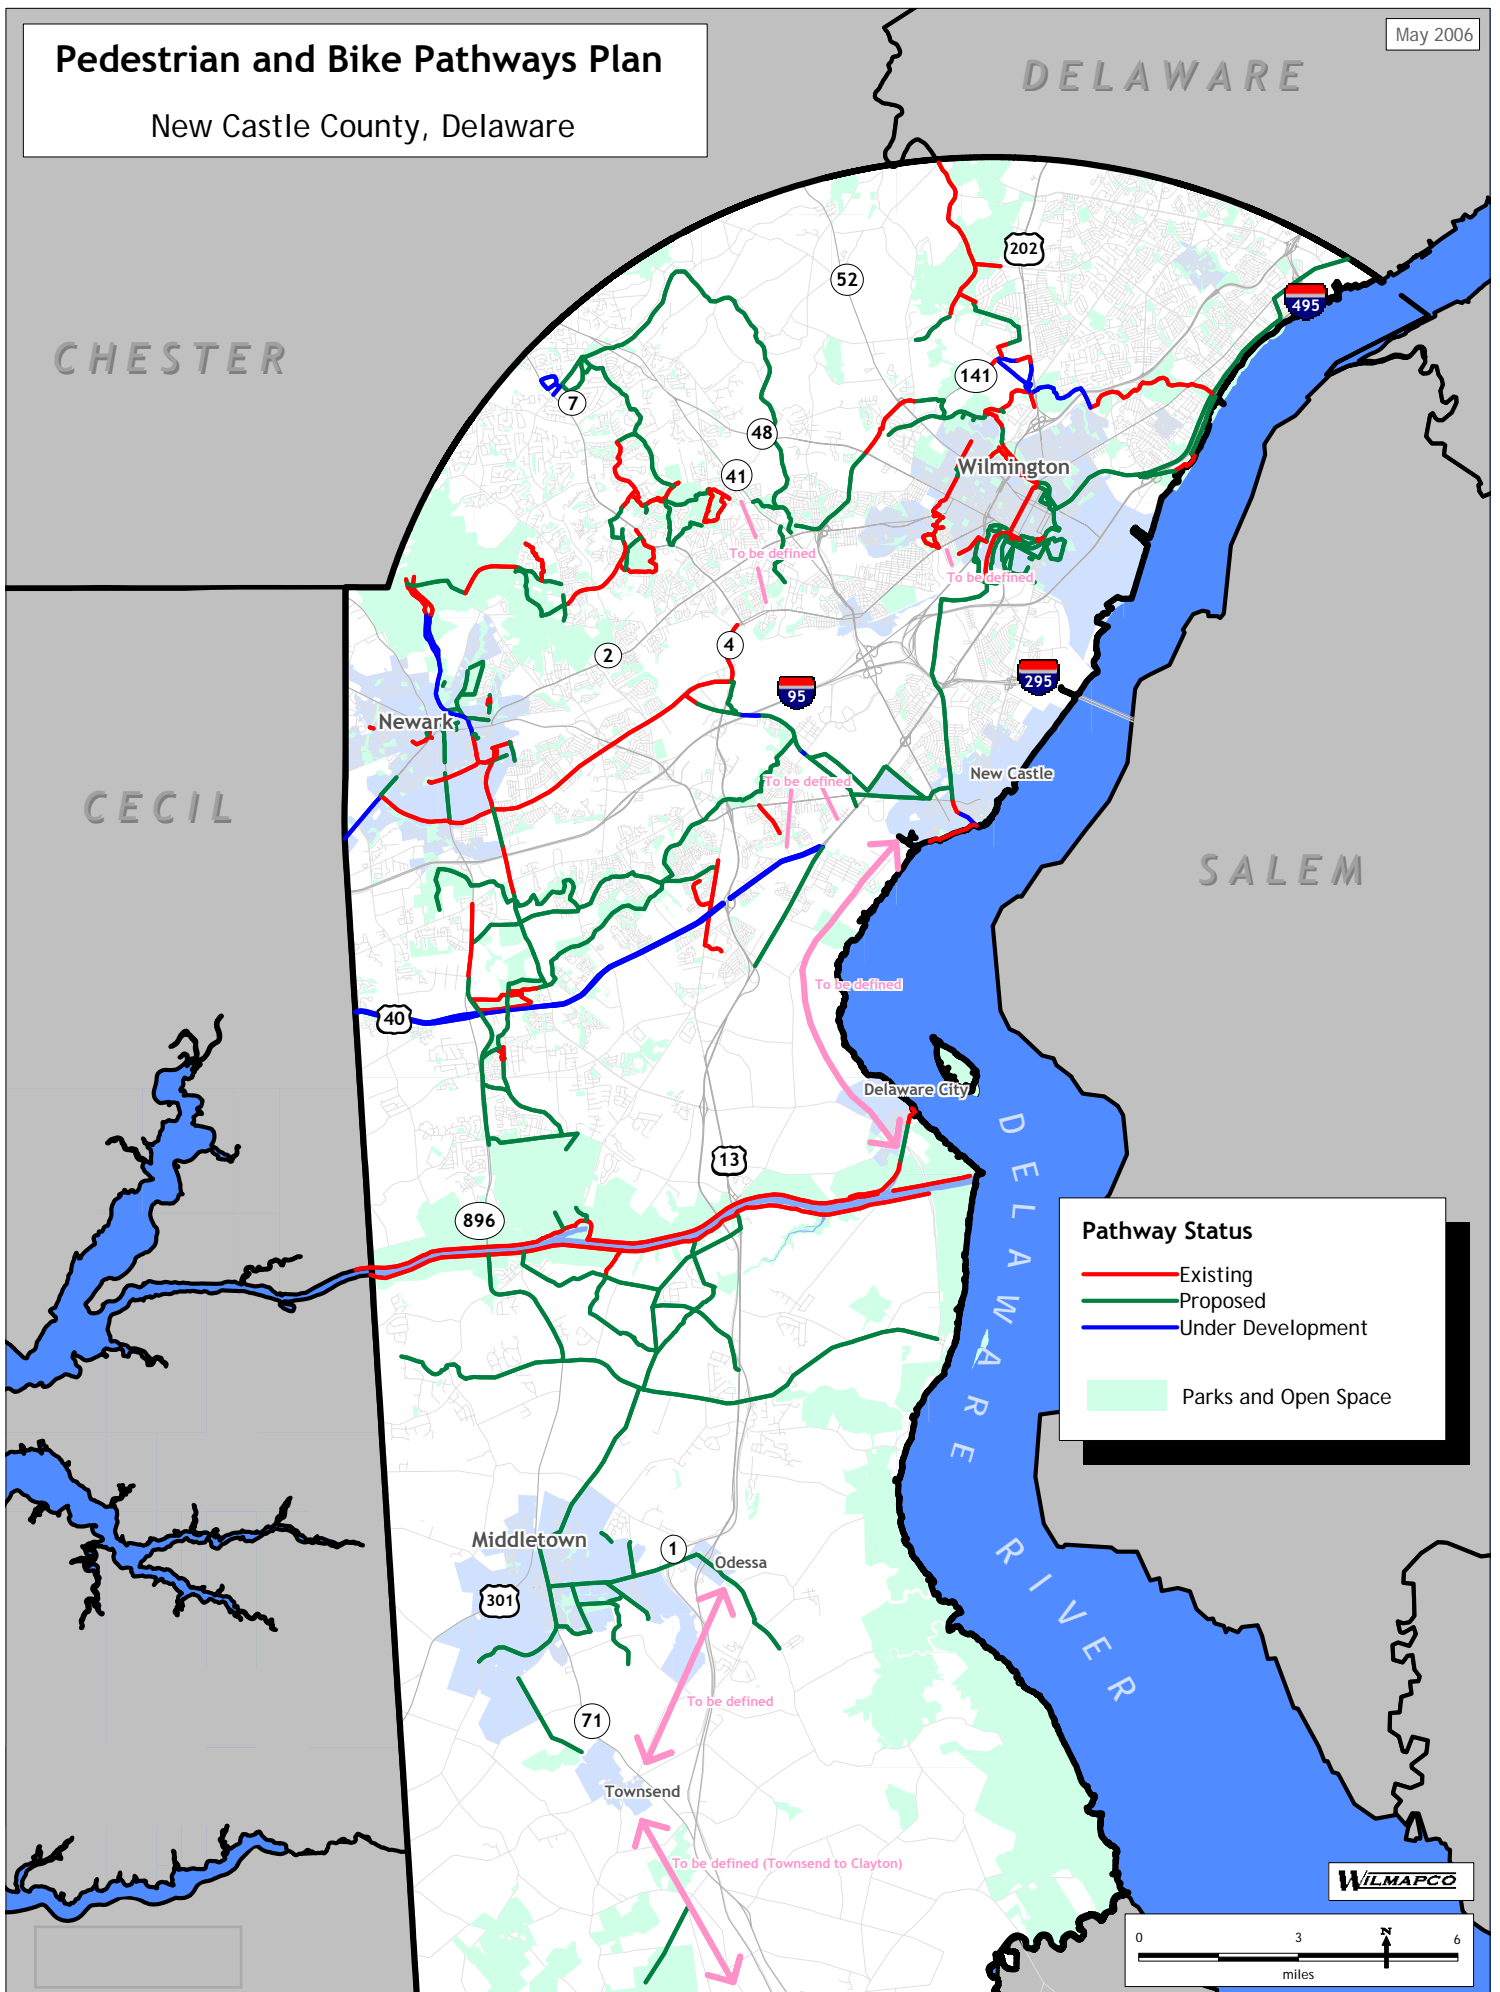 Pedestrian and Bike Pathways Plan
New Castle County, Delaware
May 2006
DELAWARE
202
52
495
CHESTER
141
7
48
Wilmington
41
To be defined
To be defined
4
2
295
95
Newark
New Castle
To be defined
CECIL
SALEM
To be defined
40
Delaware City
13
896
DELAWARE RIVER
Pathway Status
Existing
Proposed
Under Development
Parks and Open Space
Middletown
1
Odessa
301
To be defined
71
Townsend
To be defined (Townsend to Clayton)
WILMAPCO
0 3 6
N
miles